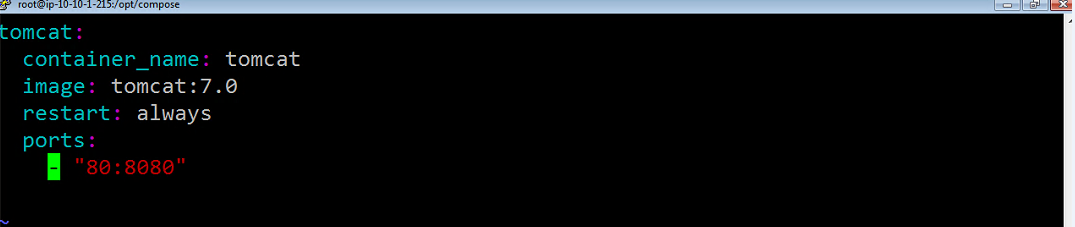 root@ip-10-10-1-215:/opt/compose
tomcat:
  container_name: tomcat
  image: tomcat:7.0
  restart: always
  ports:
    - "80:8080"
~